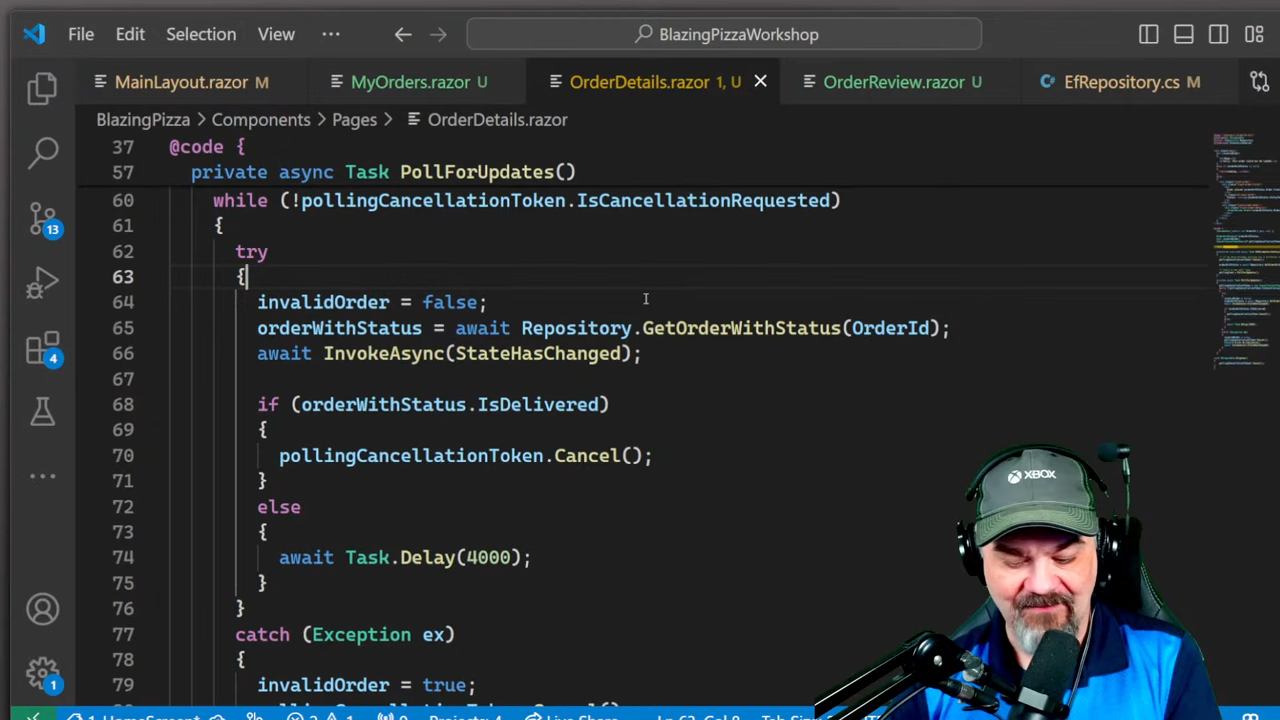 File Edit Selection View ··· BlazingPizzaWorkshop
MainLayout.razor M MyOrders.razor U OrderDetails.razor 1, U OrderReview.razor U EfRepository.cs M
BlazingPizza > Components > Pages > OrderDetails.razor
37 @code {
57 private async Task PollForUpdates()
60 while (!pollingCancellationToken.IsCancellationRequested)
61 {
62 try
63 {
64 invalidOrder = false;
65 orderWithStatus = await Repository.GetOrderWithStatus(OrderId);
66 await InvokeAsync(StateHasChanged);
67
68 if (orderWithStatus.IsDelivered)
69 {
70 pollingCancellationToken.Cancel();
71 }
72 else
73 {
74 await Task.Delay(4000);
75 }
76 }
77 catch (Exception ex)
78 {
79 invalidOrder = true;
13
4
1
XBOX